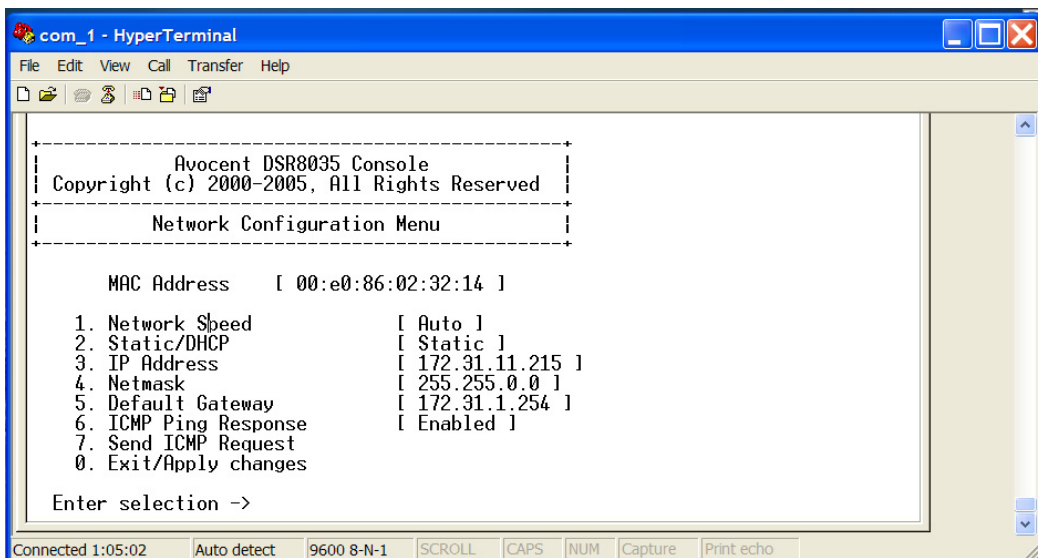 com_1 - HyperTerminal
File Edit View Call Transfer Help
Avocent DSR8035 Console
Copyright (c) 2000-2005, All Rights Reserved
Network Configuration Menu
MAC Address [ 00:e0:86:02:32:14 ]
1. Network Speed [ Auto ]
2. Static/DHCP [ Static ]
3. IP Address [ 172.31.11.215 ]
4. Netmask [ 255.255.0.0 ]
5. Default Gateway [ 172.31.1.254 ]
6. ICMP Ping Response [ Enabled ]
7. Send ICMP Request
0. Exit/Apply changes
Enter selection ->
Connected 1:05:02 Auto detect 9600 8-N-1 SCROLL CAPS NUM Capture Print echo